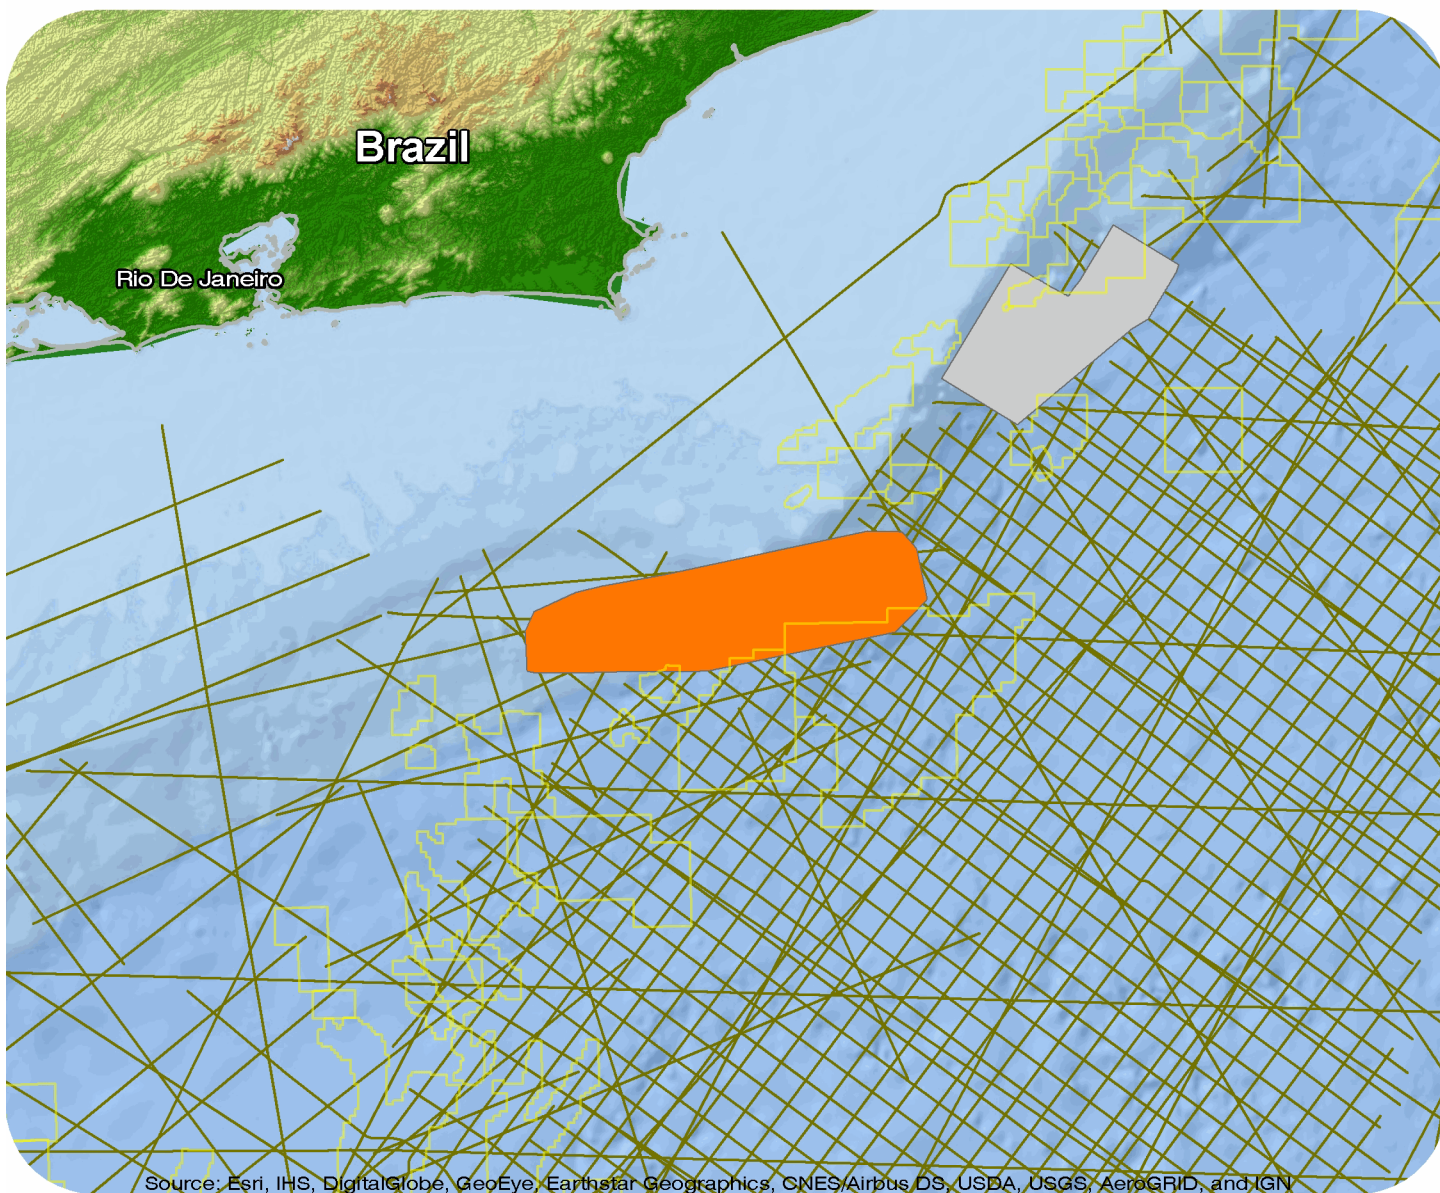 Brazil
Rio De Janeiro
Source: Esri, IHS, DigitalGlobe, GeoEye, Earthstar Geographics, CNES/Airbus DS, USDA, USGS, AeroGRID, and IGN